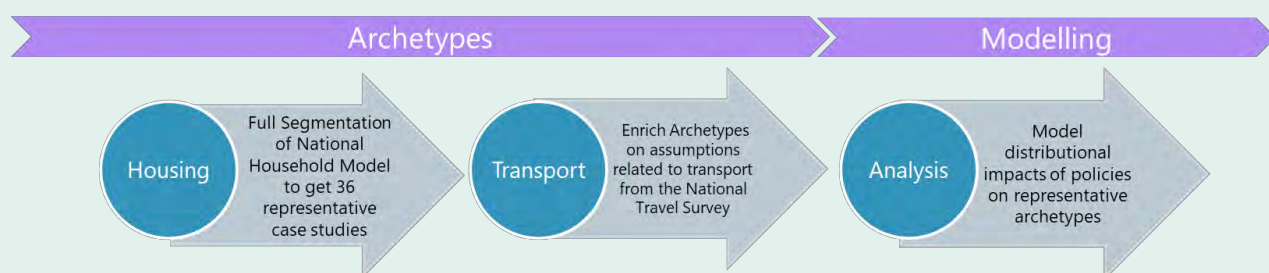 Archetypes
Modelling
Housing
Full Segmentation
of National
Household Model
to get 36
representative
case studies
Transport
Enrich Archetypes
on assumptions
related to transport
from the National
Travel Survey
Analysis
Model
distributional
impacts of policies
on representative
archetypes